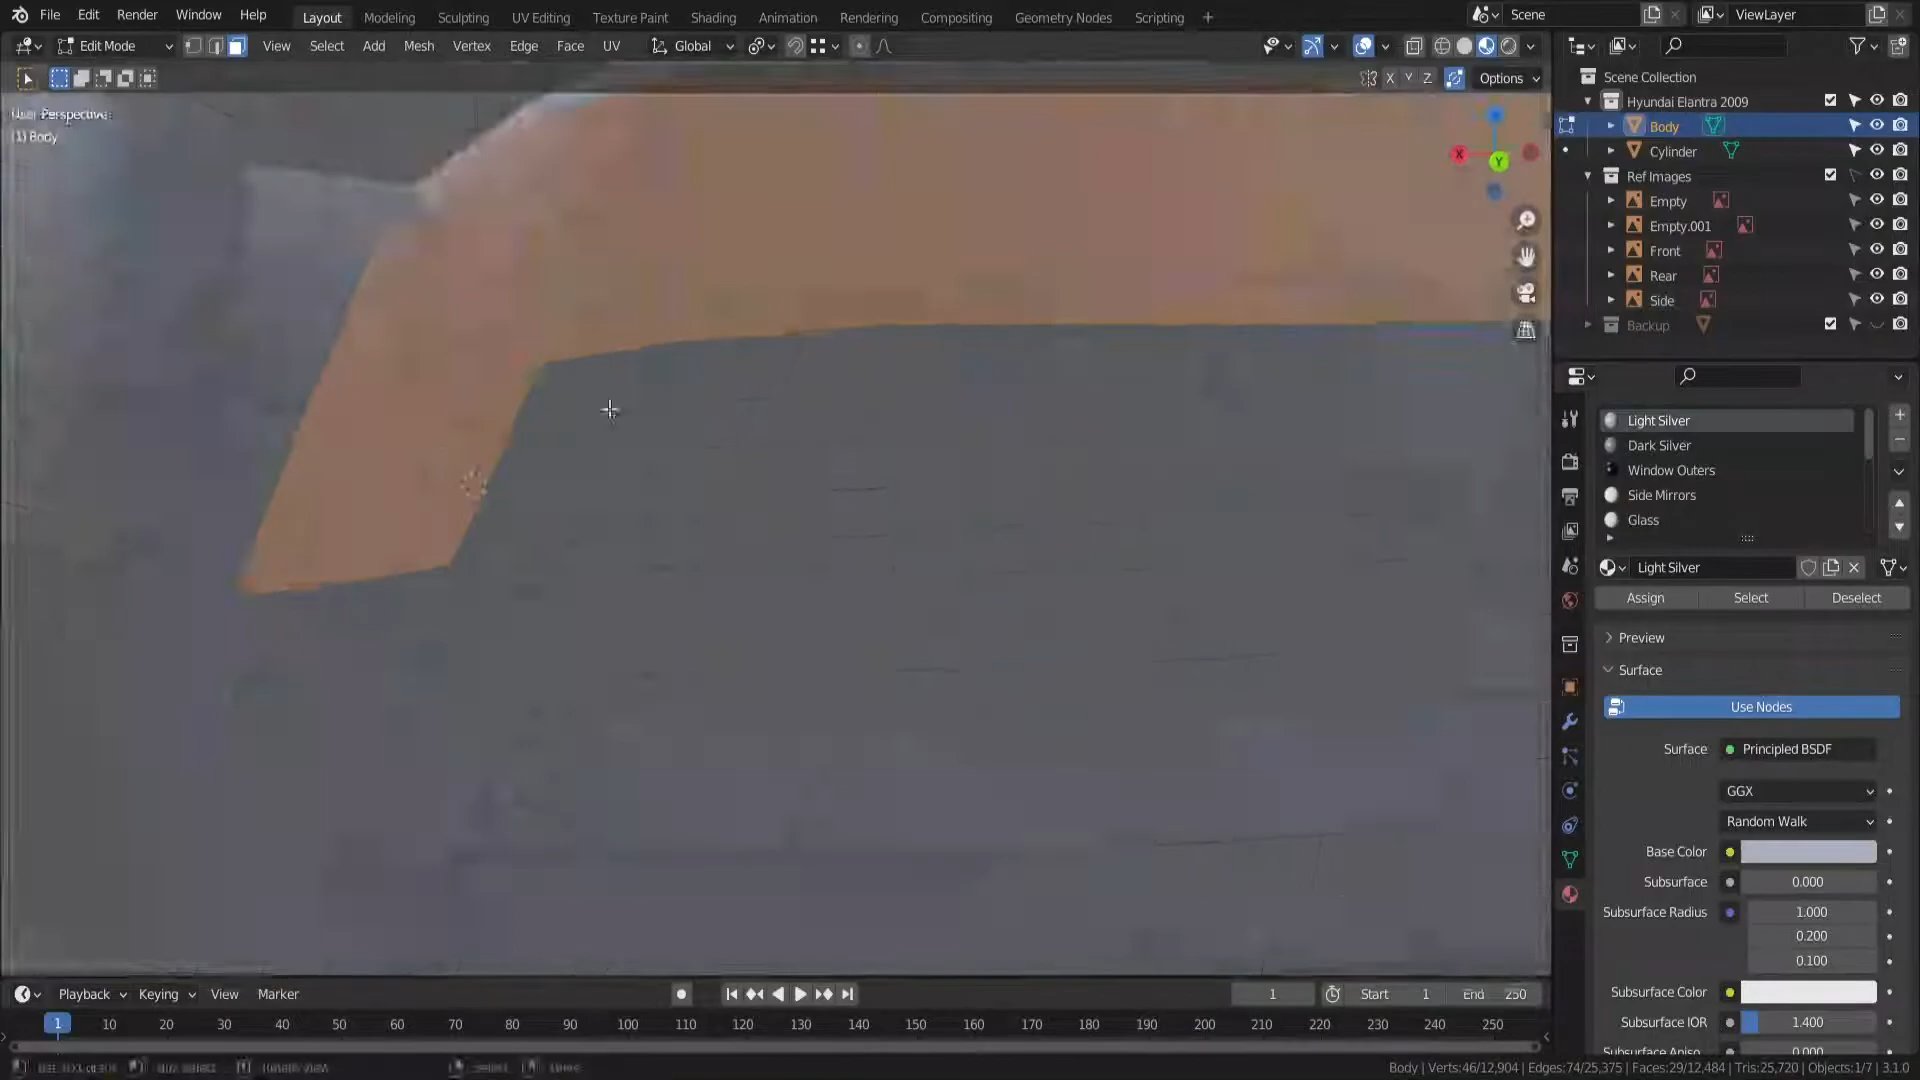 File Edit Render Window Help Layout Modeling Sculpting UV Editing Texture Paint Shading Animation Rendering Compositing Geometry Nodes Scripting + Scene ViewLayer
Edit Mode View Select Add Mesh Vertex Edge Face UV Global
X Y Z Options
User Perspective
(1) Body
X
Y
Scene Collection
Hyundai Elantra 2009
Body
Cylinder
Ref Images
Empty
Empty.001
Front
Rear
Side
Backup
Light Silver
Dark Silver
Window Outers
Side Mirrors
Glass
Light Silver
Assign Select Deselect
Preview
Surface
Use Nodes
Surface Principled BSDF
GGX
Random Walk
Base Color
Subsurface 0.000
Subsurface Radius 1.000
0.200
0.100
Subsurface Color
Subsurface IOR 1.400
Subsurface Aniso 0.000
Playback Keying View Marker 1 Start 1 End 250
1 10 20 30 40 50 60 70 80 90 100 110 120 130 140 150 160 170 180 190 200 210 220 230 240 250
Body | Verts:46/12,904 | Edges:74/25,375 | Faces:29/12,484 | Tris:25,720 | Objects:1/7 | 3.1.0